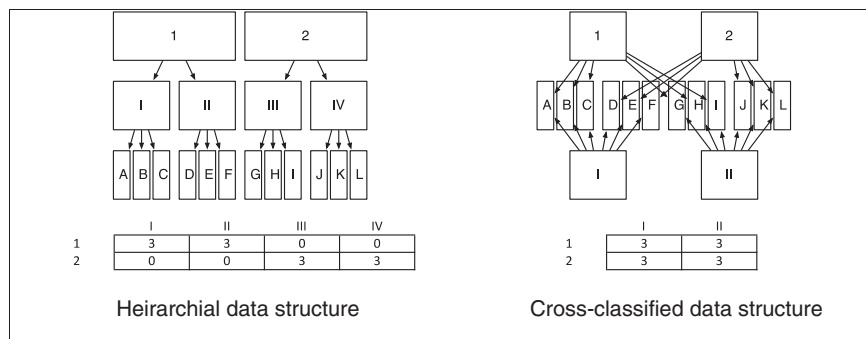 1 2 1 2
A B C D E F G H I J K L
I II III IV
A B C D E F G H I J K L
I II
I II III IV I II
1 3 3 0 0 1 3 3
2 0 0 3 3 2 3 3
Heirarchial data structure Cross-classified data structure